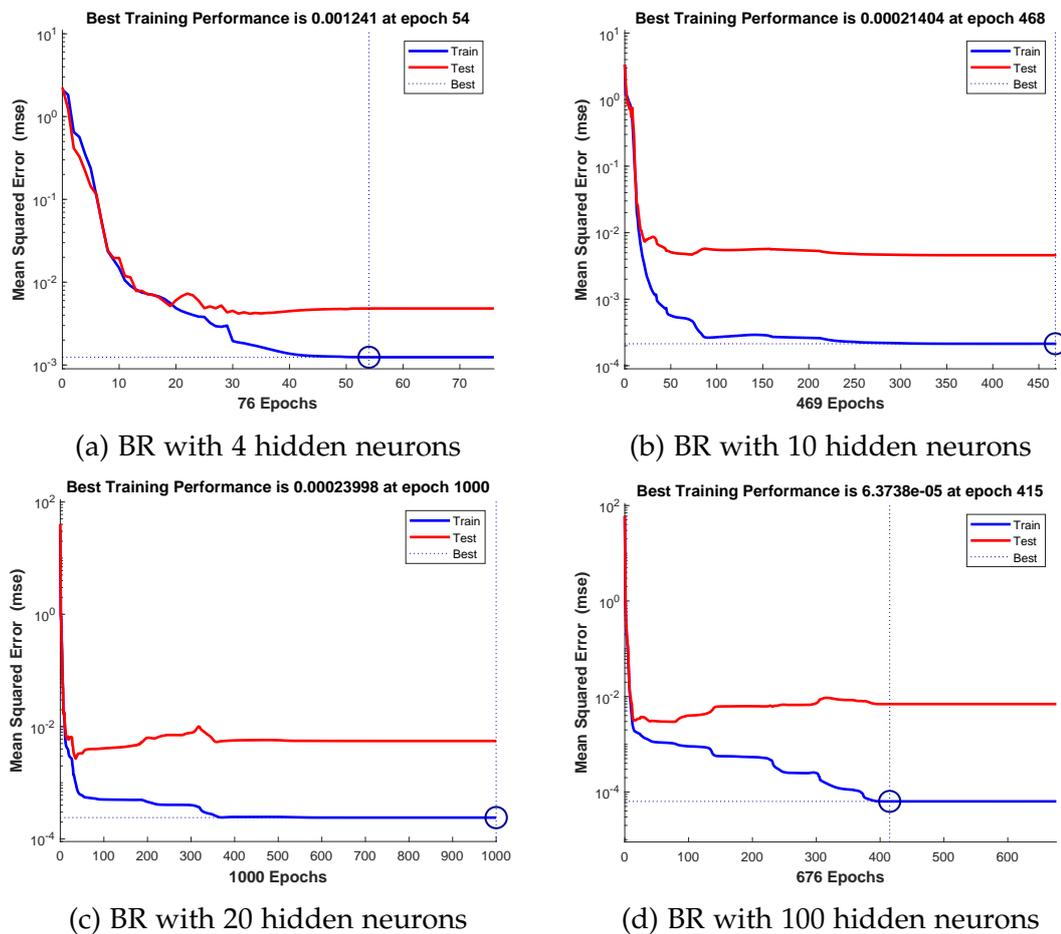 Best Training Performance is 0.001241 at epoch 54
10^1
10^0
10^-1
10^-2
10^-3
Mean Squared Error (mse)
Train
Test
Best
0 10 20 30 40 50 60 70
76 Epochs
(a) BR with 4 hidden neurons
Best Training Performance is 0.00021404 at epoch 468
10^1
10^0
10^-1
10^-2
10^-3
10^-4
Mean Squared Error (mse)
Train
Test
Best
0 50 100 150 200 250 300 350 400 450
469 Epochs
(b) BR with 10 hidden neurons
Best Training Performance is 0.00023998 at epoch 1000
10^2
10^0
10^-2
10^-4
Mean Squared Error (mse)
Train
Test
Best
0 100 200 300 400 500 600 700 800 900 1000
1000 Epochs
(c) BR with 20 hidden neurons
Best Training Performance is 6.3738e-05 at epoch 415
10^2
10^0
10^-2
10^-4
Mean Squared Error (mse)
Train
Test
Best
0 100 200 300 400 500 600
676 Epochs
(d) BR with 100 hidden neurons